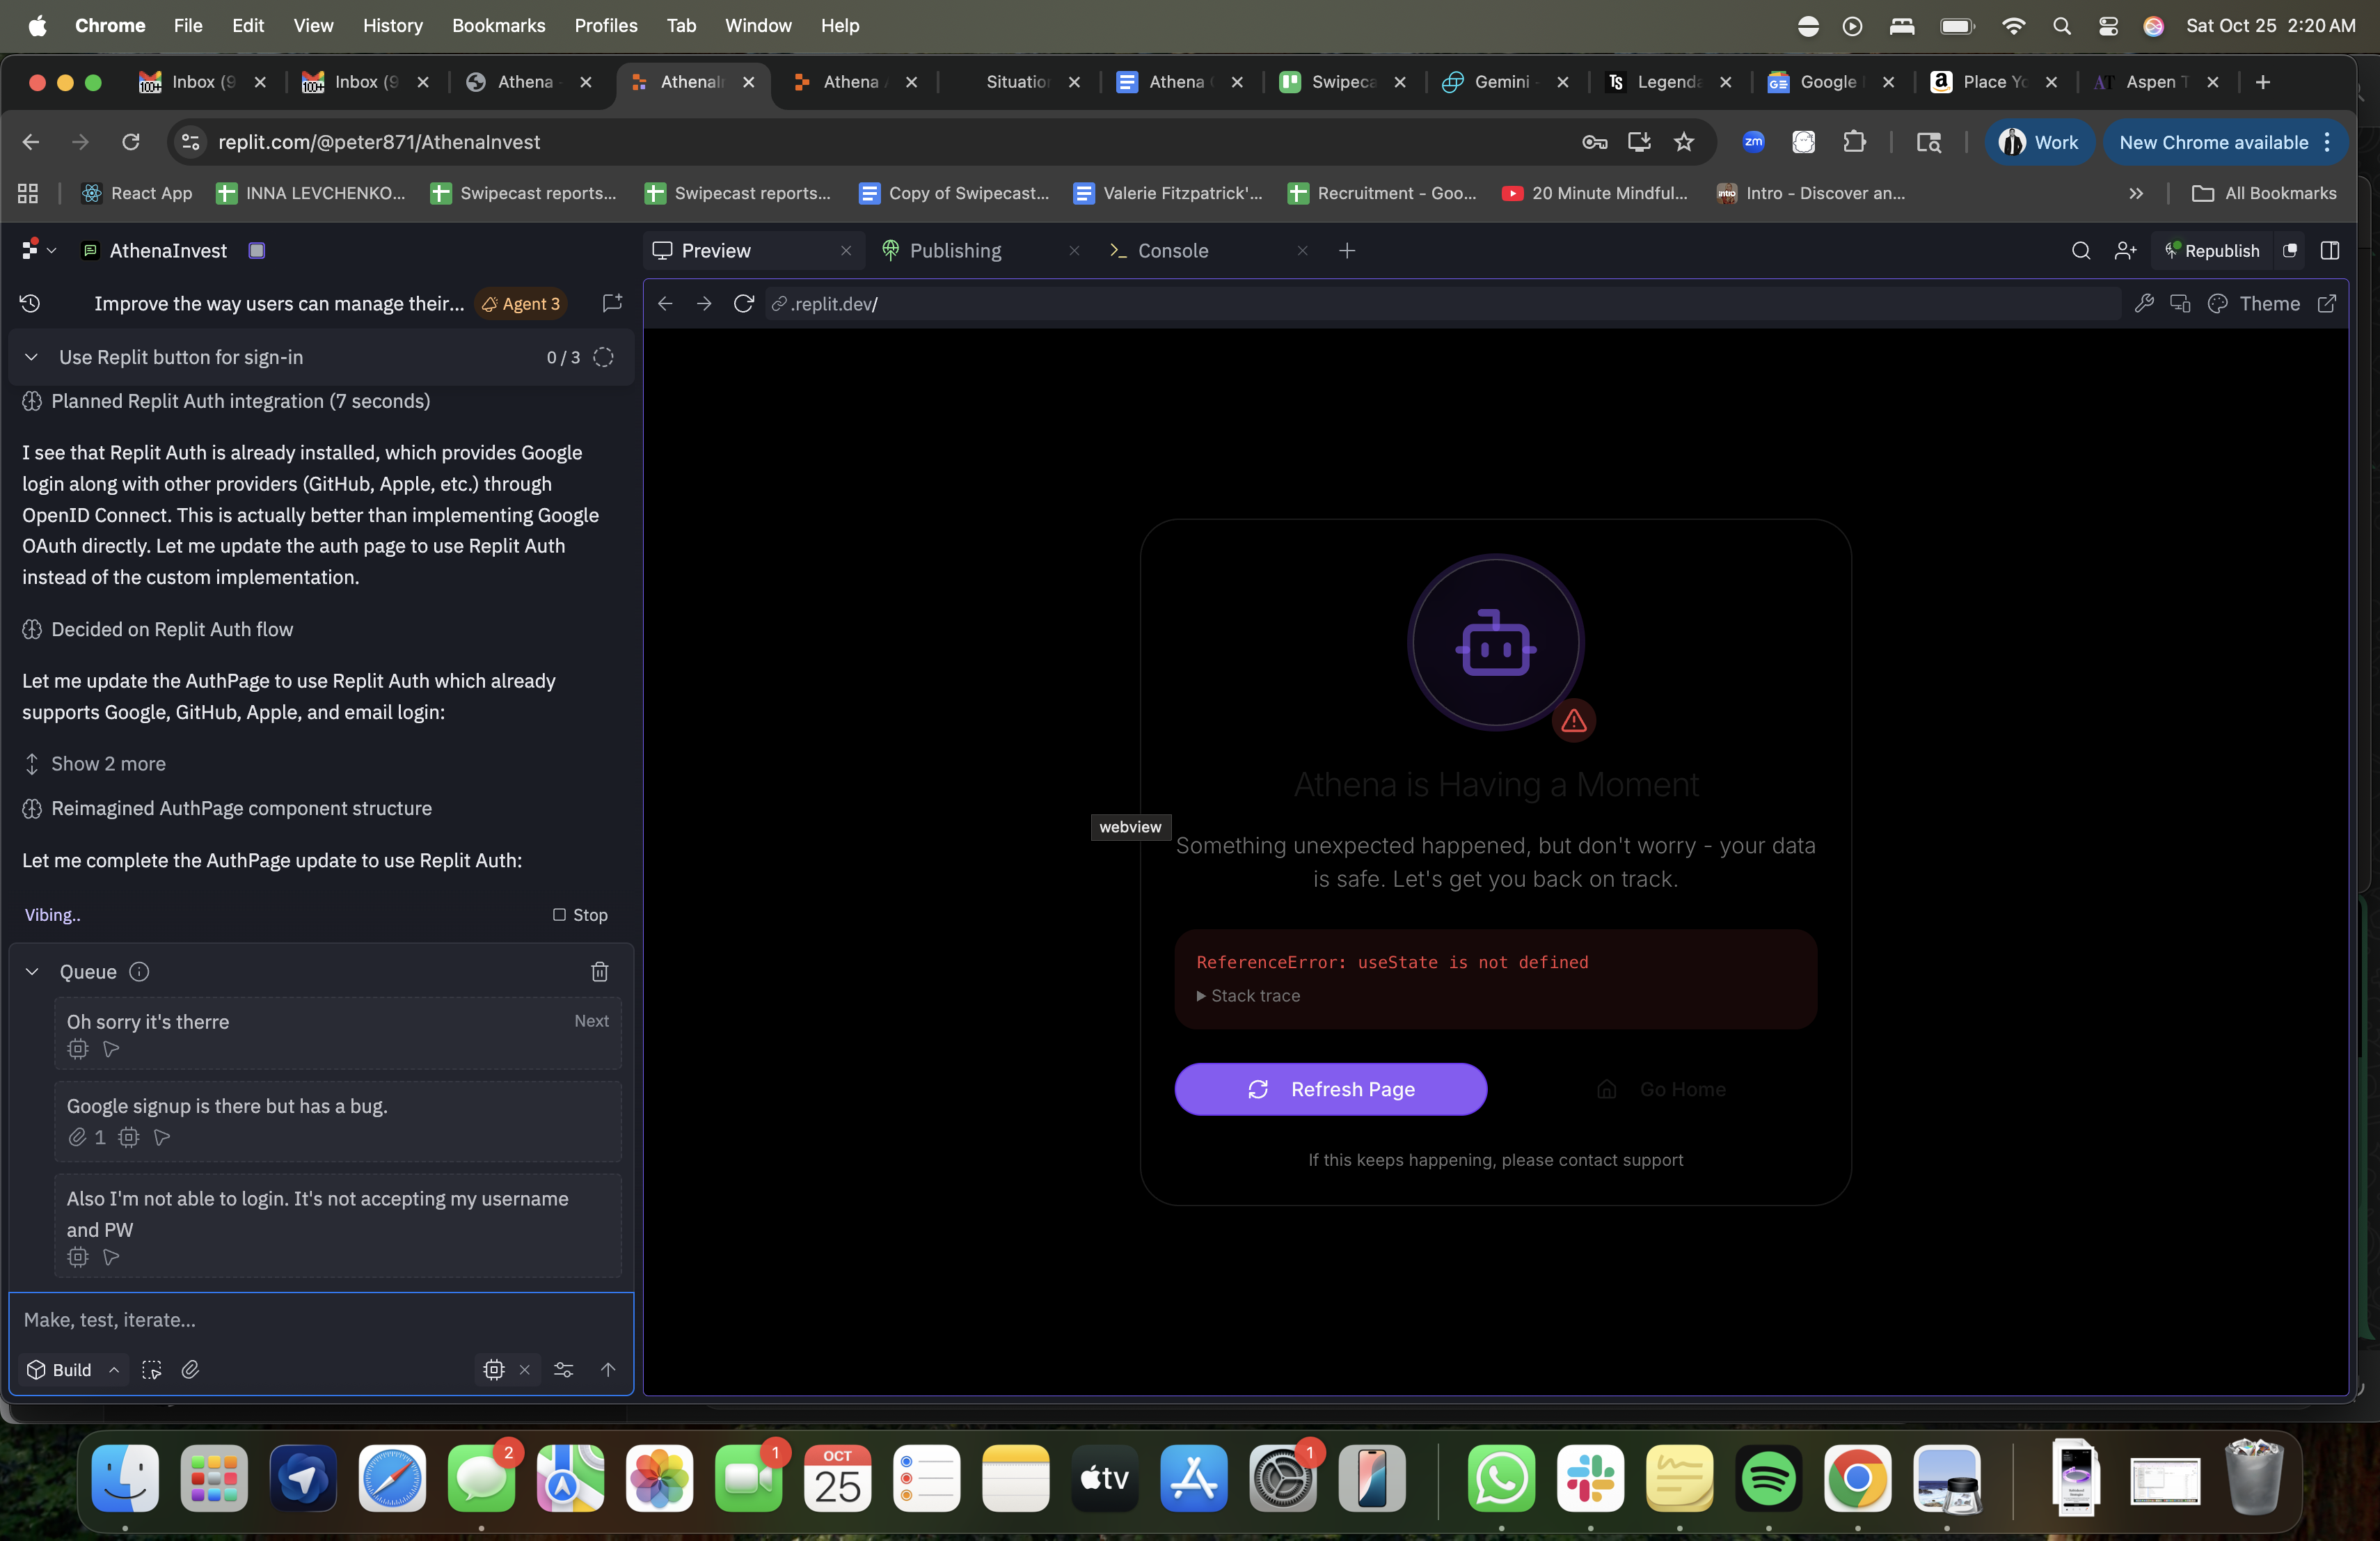 Chrome File Edit View History Bookmarks Profiles Tab Window Help Sat Oct 25 2:20 AM
Inbox (9 Inbox (9 Athena - AthenaIn Athena A Situation Athena Swipeca Gemini - Legenda Google Place Yo Aspen T
replit.com/@peter871/AthenaInvest
zm Work New Chrome available
React App INNA LEVCHENKO... Swipecast reports... Swipecast reports... Copy of Swipecast... Valerie Fitzpatrick'... Recruitment - Goo... 20 Minute Mindful... Intro - Discover an... All Bookmarks
AthenaInvest
Preview Publishing Console
Republish
Improve the way users can manage their... Agent 3
.replit.dev/
Theme
Use Replit button for sign-in 0 / 3
Planned Replit Auth integration (7 seconds)
I see that Replit Auth is already installed, which provides Google
login along with other providers (GitHub, Apple, etc.) through
OpenID Connect. This is actually better than implementing Google
OAuth directly. Let me update the auth page to use Replit Auth
instead of the custom implementation.
Decided on Replit Auth flow
Let me update the AuthPage to use Replit Auth which already
supports Google, GitHub, Apple, and email login:
Show 2 more
Reimagined AuthPage component structure
Let me complete the AuthPage update to use Replit Auth:
Vibing.. Stop
Queue
Oh sorry it's therre Next
Google signup is there but has a bug.
1
Also I'm not able to login. It's not accepting my username
and PW
Make, test, iterate...
Build
Athena is Having a Moment
webview
Something unexpected happened, but don't worry - your data
is safe. Let's get you back on track.
ReferenceError: useState is not defined
Stack trace
Refresh Page Go Home
If this keeps happening, please contact support
2
1
OCT
25
tv
1